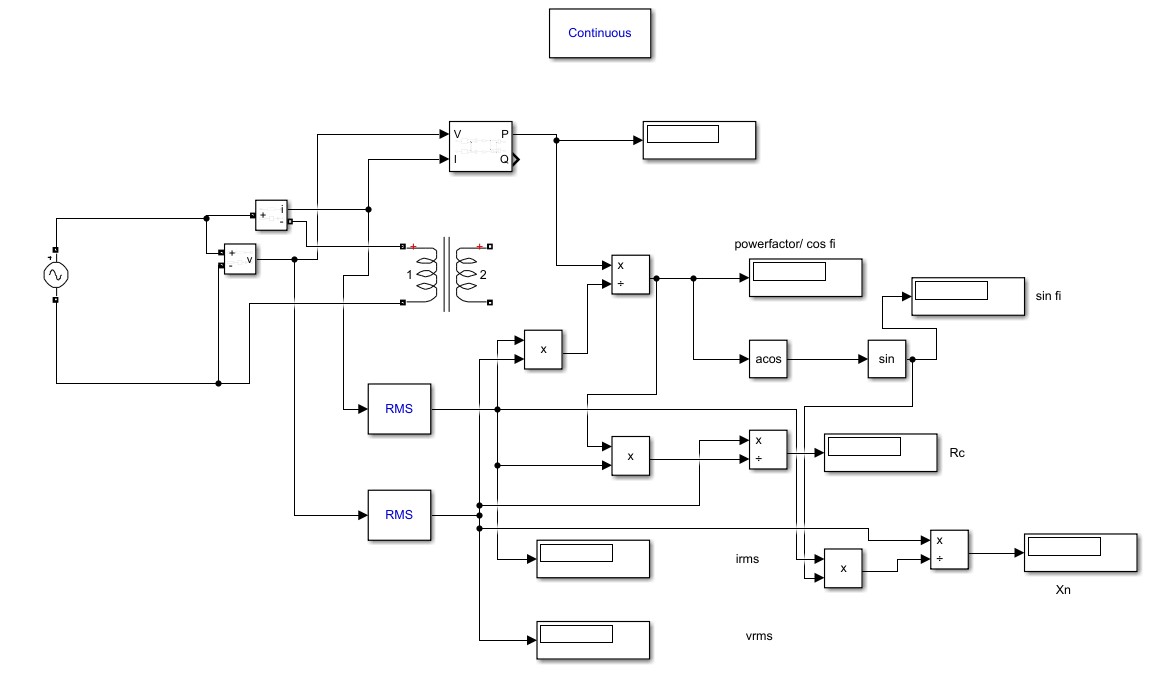 Continuous
V
P
I
Q
+
i
-
+
v
-
+
+
+
1
2
x
÷
powerfactor/ cos fi
sin fi
x
acos
sin
RMS
x
x
÷
Rc
RMS
irms
x
x
÷
Xn
vrms